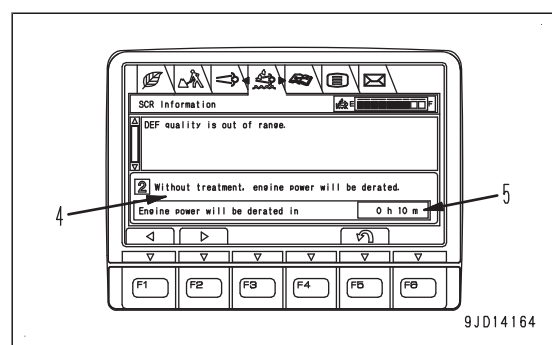 SCR Information
E F
DEF quality is out of range.
2 Without treatment, engine power will be derated.
4
5
Engine power will be derated in 0 h 10 m
F1 F2 F3 F4 F5 F6
9JD14164